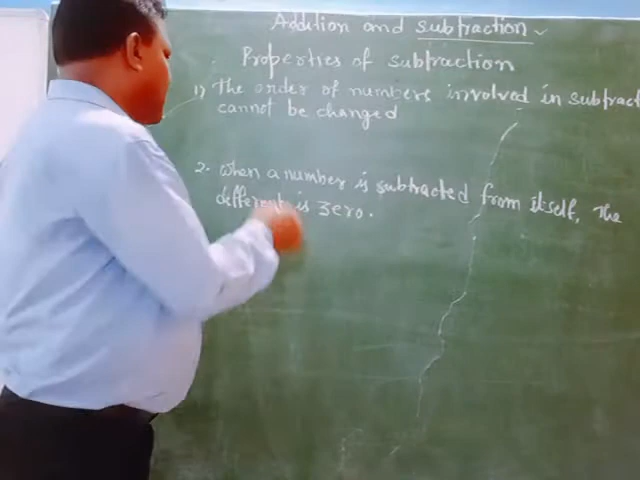 Addition and subtraction
Properties of subtraction
1) The order of numbers involved in subtract
cannot be changed
2. When a number is subtracted from itself, The
different is zero.